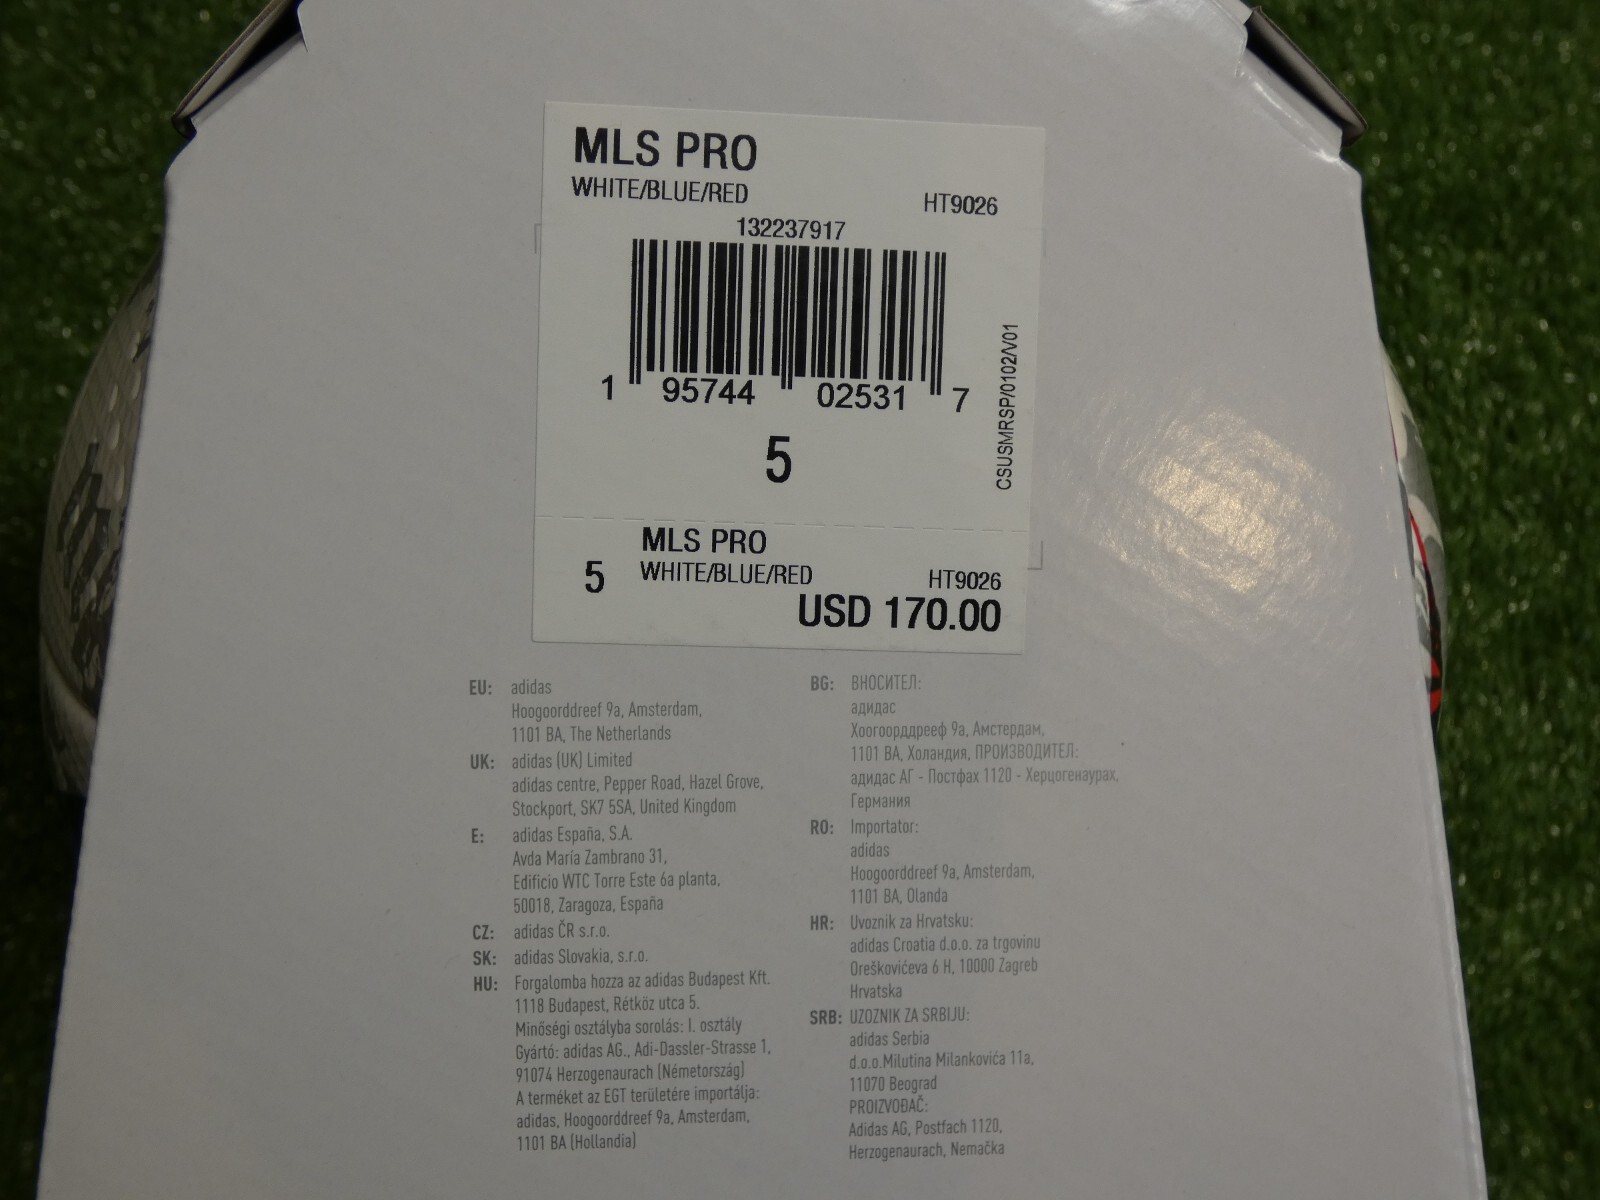 MLS PRO
WHITE/BLUE/RED HT9026
132237917
1 95744 02531 7
CSUSMRSP/0102/V01
5
MLS PRO
5 WHITE/BLUE/RED HT9026
USD 170.00
EU: adidas
Hoogoorddreef 9a, Amsterdam,
1101 BA, The Netherlands
UK: adidas (UK) Limited
adidas centre, Pepper Road, Hazel Grove,
Stockport, SK7 5SA, United Kingdom
E: adidas España, S.A.
Avda María Zambrano 31,
Edificio WTC Torre Este 6a planta,
50018, Zaragoza, España
CZ: adidas ČR s.r.o.
SK: adidas Slovakia, s.r.o.
HU: Forgalomba hozza az adidas Budapest Kft.
1118 Budapest, Rétköz utca 5.
Minőségi osztályba sorolás: I. osztály
Gyártó: adidas AG., Adi-Dassler-Strasse 1,
91074 Herzogenaurach (Németország)
A terméket az EGT területére importálja:
adidas, Hoogoorddreef 9a, Amsterdam,
1101 BA (Hollandia)
BG: ВНОСИТЕЛ:
адидас
Хоогоорддрееф 9а, Амстердам,
1101 BA, Холандия, ПРОИЗВОДИТЕЛ:
адидас АГ - Постфах 1120 - Херцогенаурах,
Германия
RO: Importator:
adidas
Hoogoorddreef 9a, Amsterdam,
1101 BA, Olanda
HR: Uvoznik za Hrvatsku:
adidas Croatia d.o.o. za trgovinu
Oreškovićeva 6 H, 10000 Zagreb
Hrvatska
SRB: UZOZNIK ZA SRBIJU:
adidas Serbia
d.o.o.Milutina Milankovića 11a,
11070 Beograd
PROIZVOĐAČ:
Adidas AG, Postfach 1120,
Herzogenaurach, Nemačka